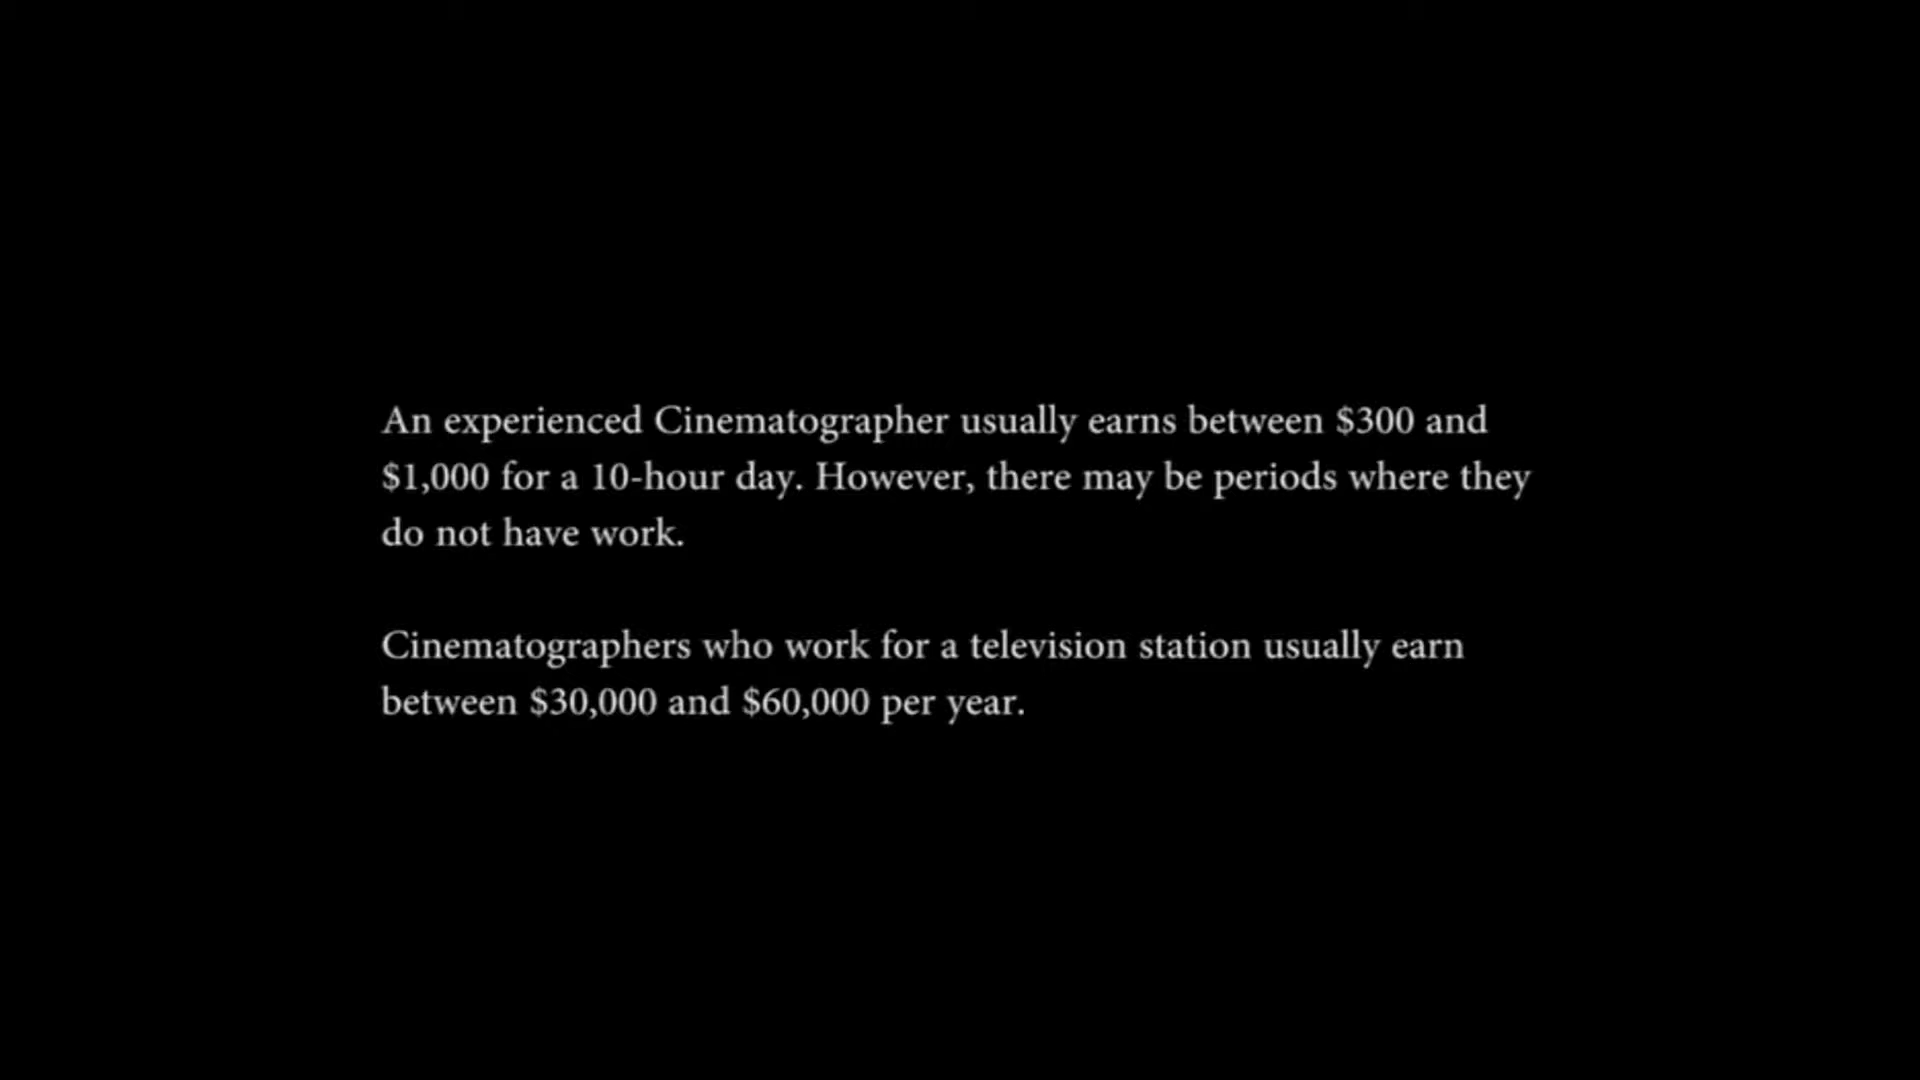 An experienced Cinematographer usually earns between $300 and
$1,000 for a 10-hour day. However, there may be periods where they
do not have work.
Cinematographers who work for a television station usually earn
between $30,000 and $60,000 per year.